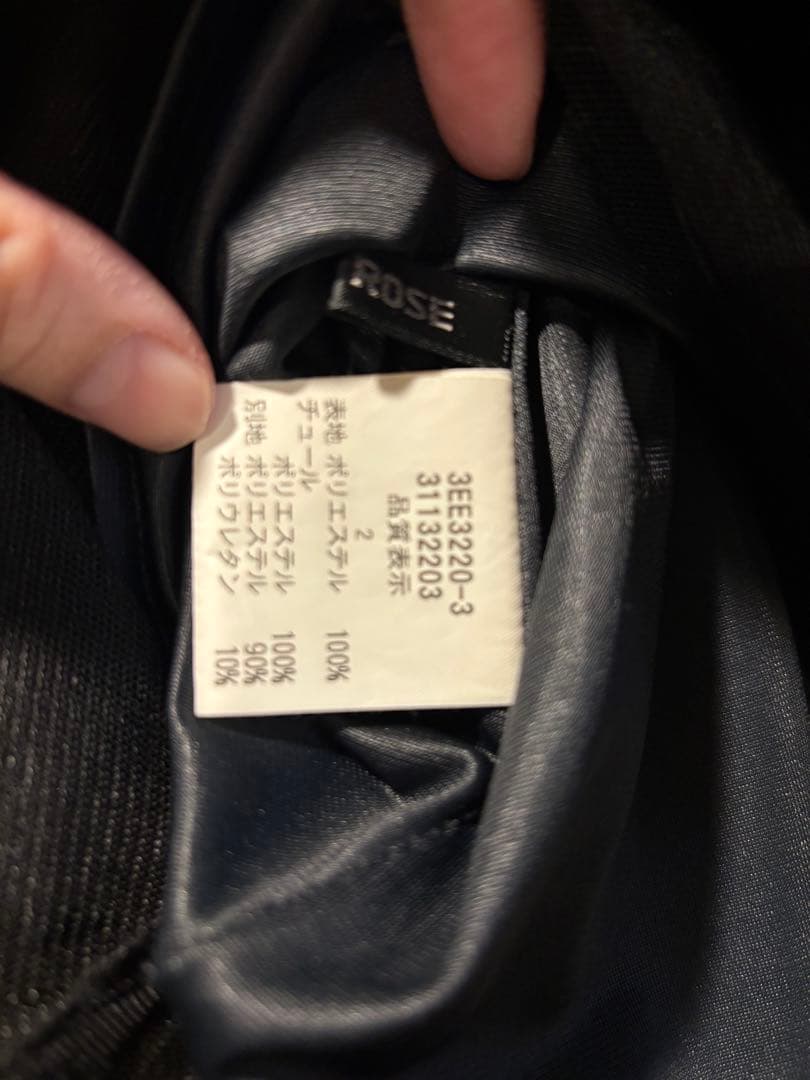 ROSE
3EE3220-3
31132203
品質表示
2
表地 ポリエステル 100%
チュール
ポリエステル 100%
別地 ポリエステル 90%
ポリウレタン 10%